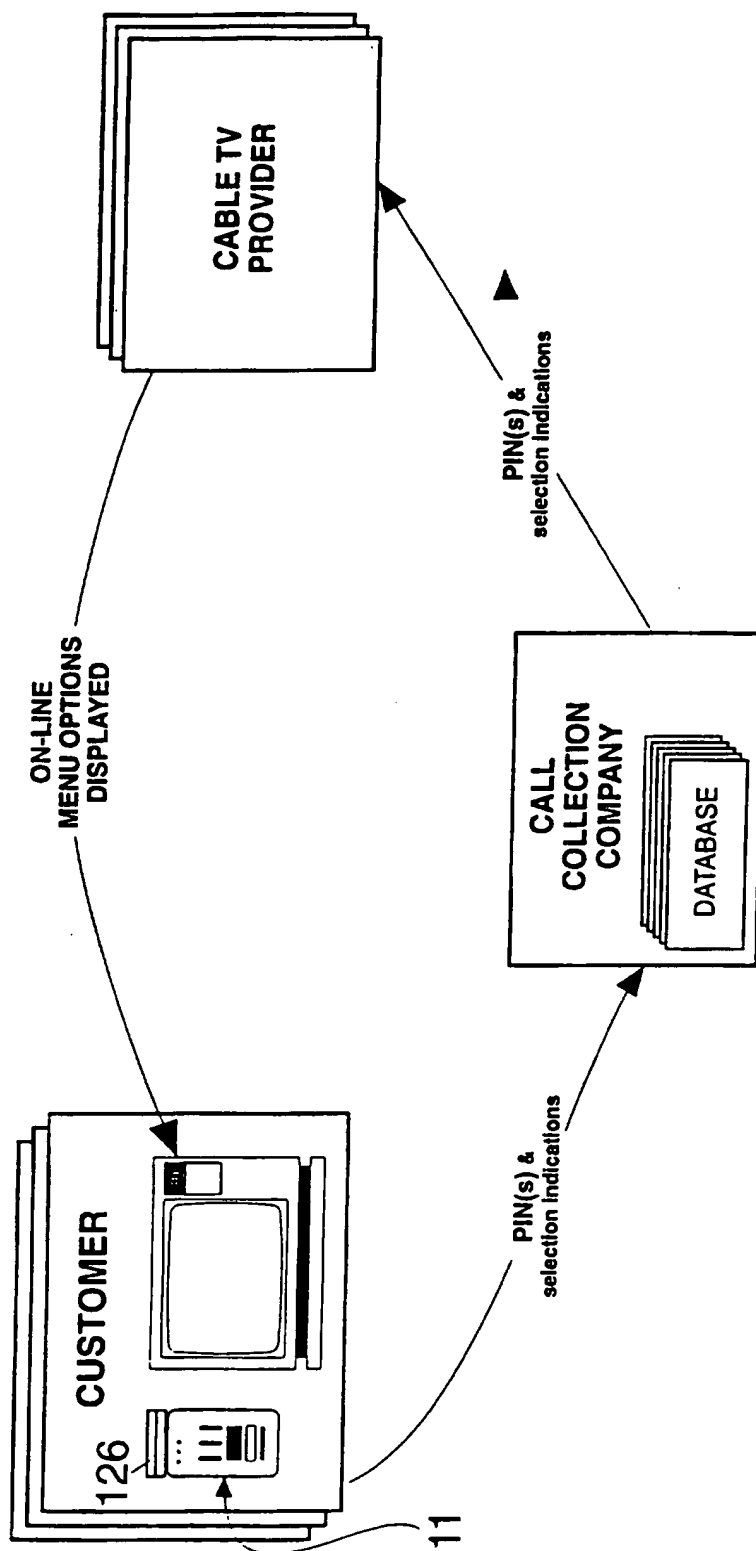 CUSTOMER
126
11
ON-LINE
MENU OPTIONS
DISPLAYED
CABLE TV
PROVIDER
PIN(s) &
selection indications
CALL
COLLECTION
COMPANY
DATABASE
PIN(s) &
selection indications